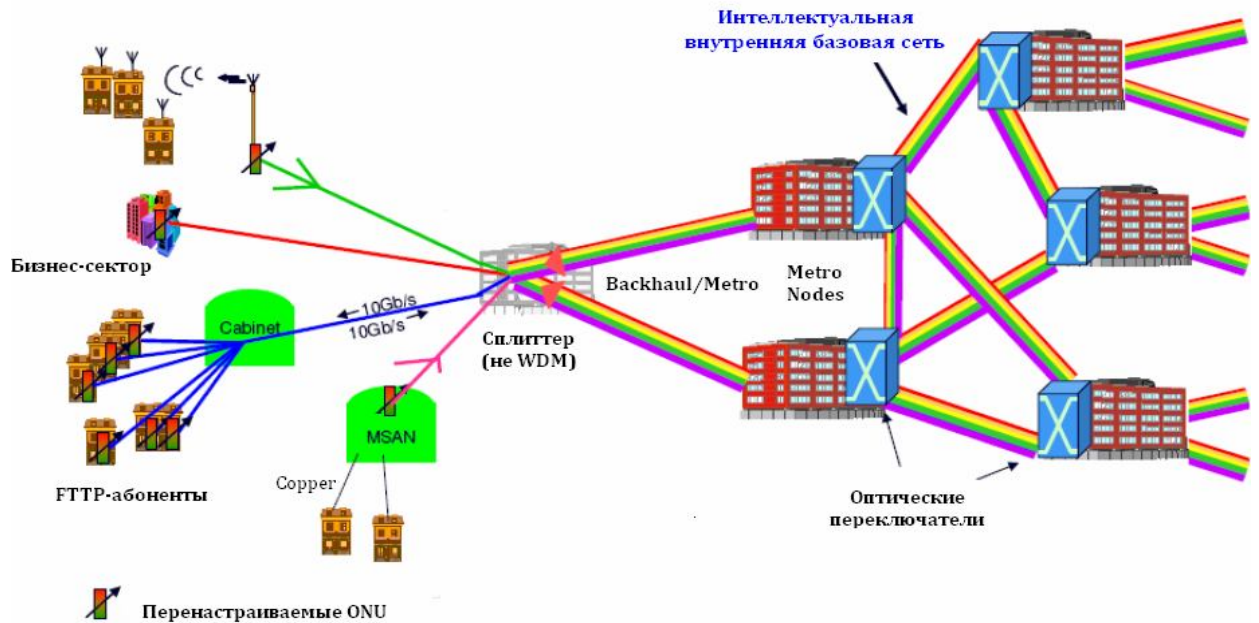 Интеллектуальная
внутренняя базовая сеть
Бизнес-сектор
Backhaul/Metro
Metro
Nodes
10Gb/s
10Gb/s
Cabinet
Сплиттер
(не WDM)
MSAN
Copper
FTTP-абоненты
Оптические
переключатели
Перенастраиваемые ONU